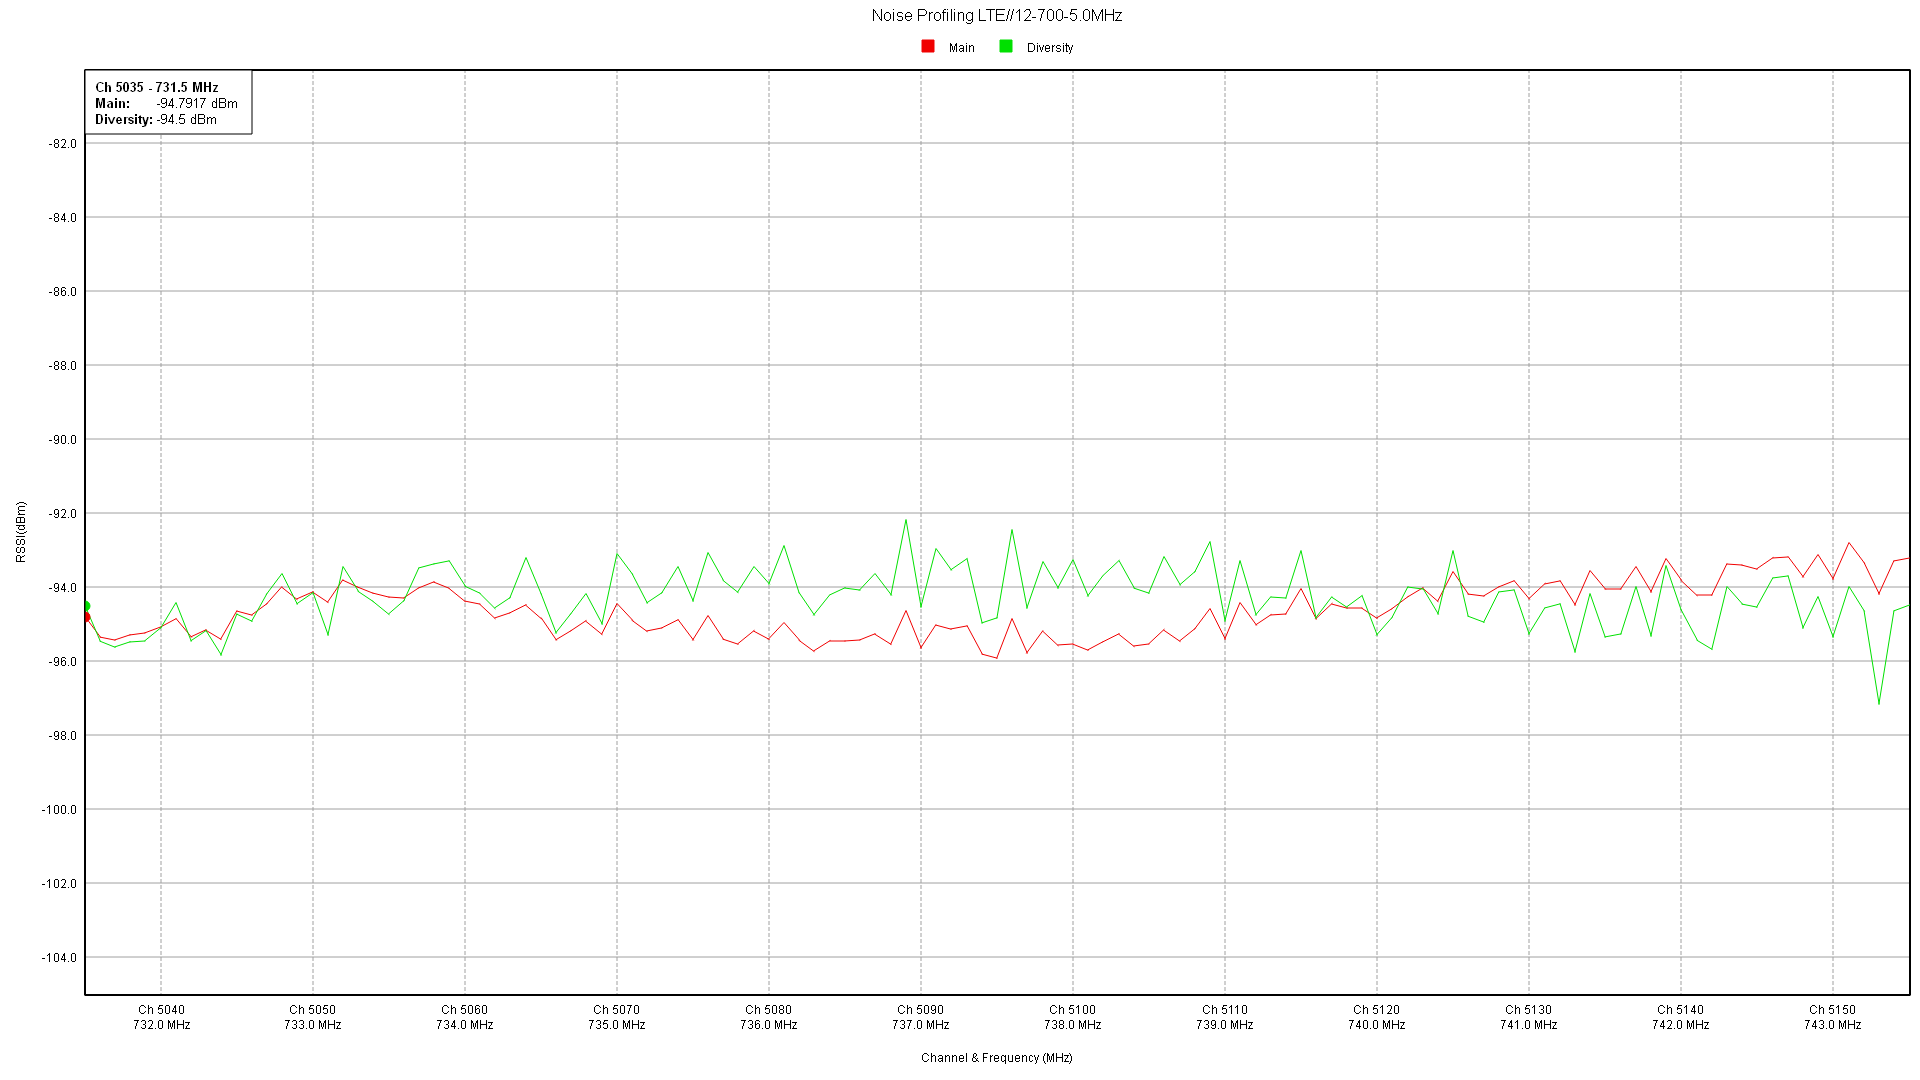 Noise Profiling LTE//12-700-5.0MHz
Main Diversity
Ch 5035 - 731.5 MHz
Main: -94.7917 dBm
Diversity: -94.5 dBm
-82.0
-84.0
-86.0
-88.0
-90.0
-92.0
-94.0
-96.0
-98.0
-100.0
-102.0
-104.0
RSSI(dBm)
Ch 5040 Ch 5050 Ch 5060 Ch 5070 Ch 5080 Ch 5090 Ch 5100 Ch 5110 Ch 5120 Ch 5130 Ch 5140 Ch 5150
732.0 MHz 733.0 MHz 734.0 MHz 735.0 MHz 736.0 MHz 737.0 MHz 738.0 MHz 739.0 MHz 740.0 MHz 741.0 MHz 742.0 MHz 743.0 MHz
Channel & Frequency (MHz)